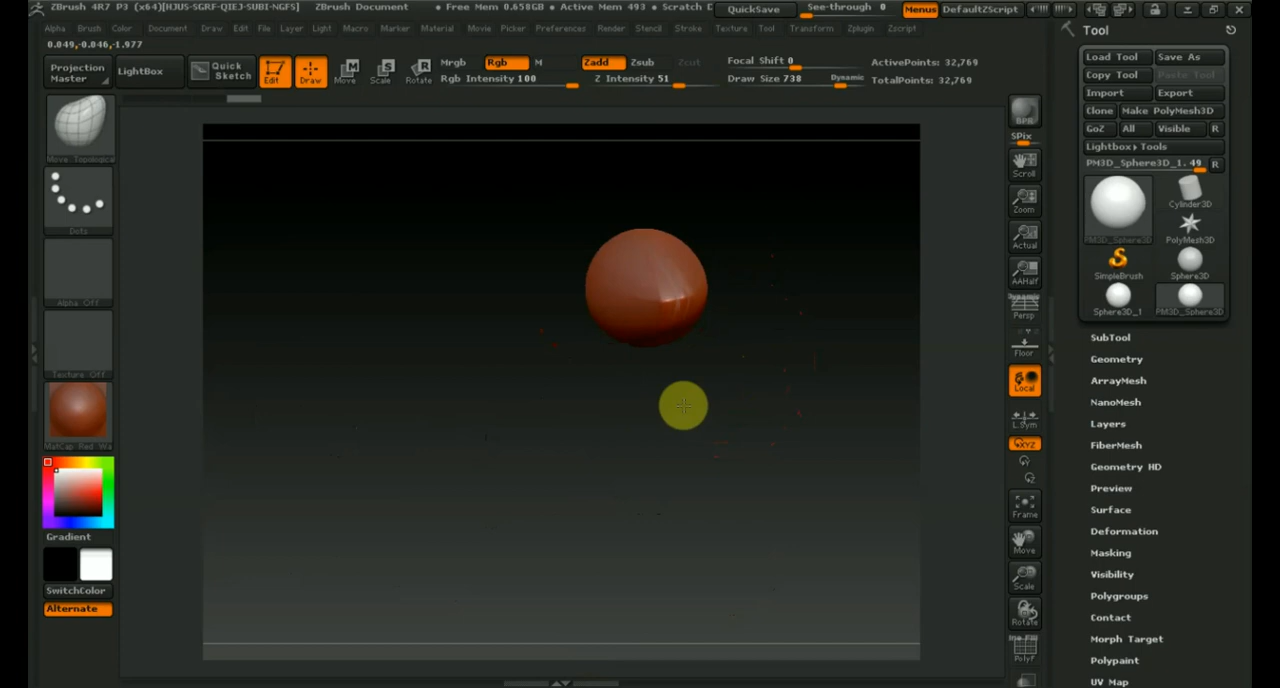 ZBrush 4R7 P3 (x64)[HJUS-SGRF-QIEJ-SUBI-NGFS] ZBrush Document • Free Mem 0.658GB • Active Mem 493 • Scratch D QuickSave See-through 0 Menus DefaultZScript
Alpha Brush Color Document Draw Edit File Layer Light Macro Marker Material Movie Picker Preferences Render Stencil Stroke Texture Tool Transform Zplugin Zscript
0.049,-0.046,-1.977
Projection Master
LightBox
Quick Sketch
Edit
Draw
Move
Scale
Rotate
Mrgb Rgb M
Rgb Intensity 100
Zadd Zsub Zcut
Z Intensity 51
Focal Shift 0
Draw Size 738 Dynamic
ActivePoints: 32,769
TotalPoints: 32,769
Move Topological
Dots
Alpha Off
Texture Off
MatCap Red Wa
Gradient
SwitchColor
Alternate
BPR
SPix
Scroll
Zoom
Actual
AAHalf
Dynamic
Persp
Floor
Local
L.Sym
XYZ
Frame
Move
Scale
Rotate
PolyF
Tool
Load Tool Save As
Copy Tool Paste Tool
Import Export
Clone Make PolyMesh3D
GoZ All Visible R
Lightbox▸Tools
PM3D_Sphere3D_1. 49 R
PM3D_Sphere3D
Cylinder3D
PolyMesh3D
SimpleBrush
Sphere3D
Sphere3D_1
PM3D_Sphere3D
SubTool
Geometry
ArrayMesh
NanoMesh
Layers
FiberMesh
Geometry HD
Preview
Surface
Deformation
Masking
Visibility
Polygroups
Contact
Morph Target
Polypaint
UV Map